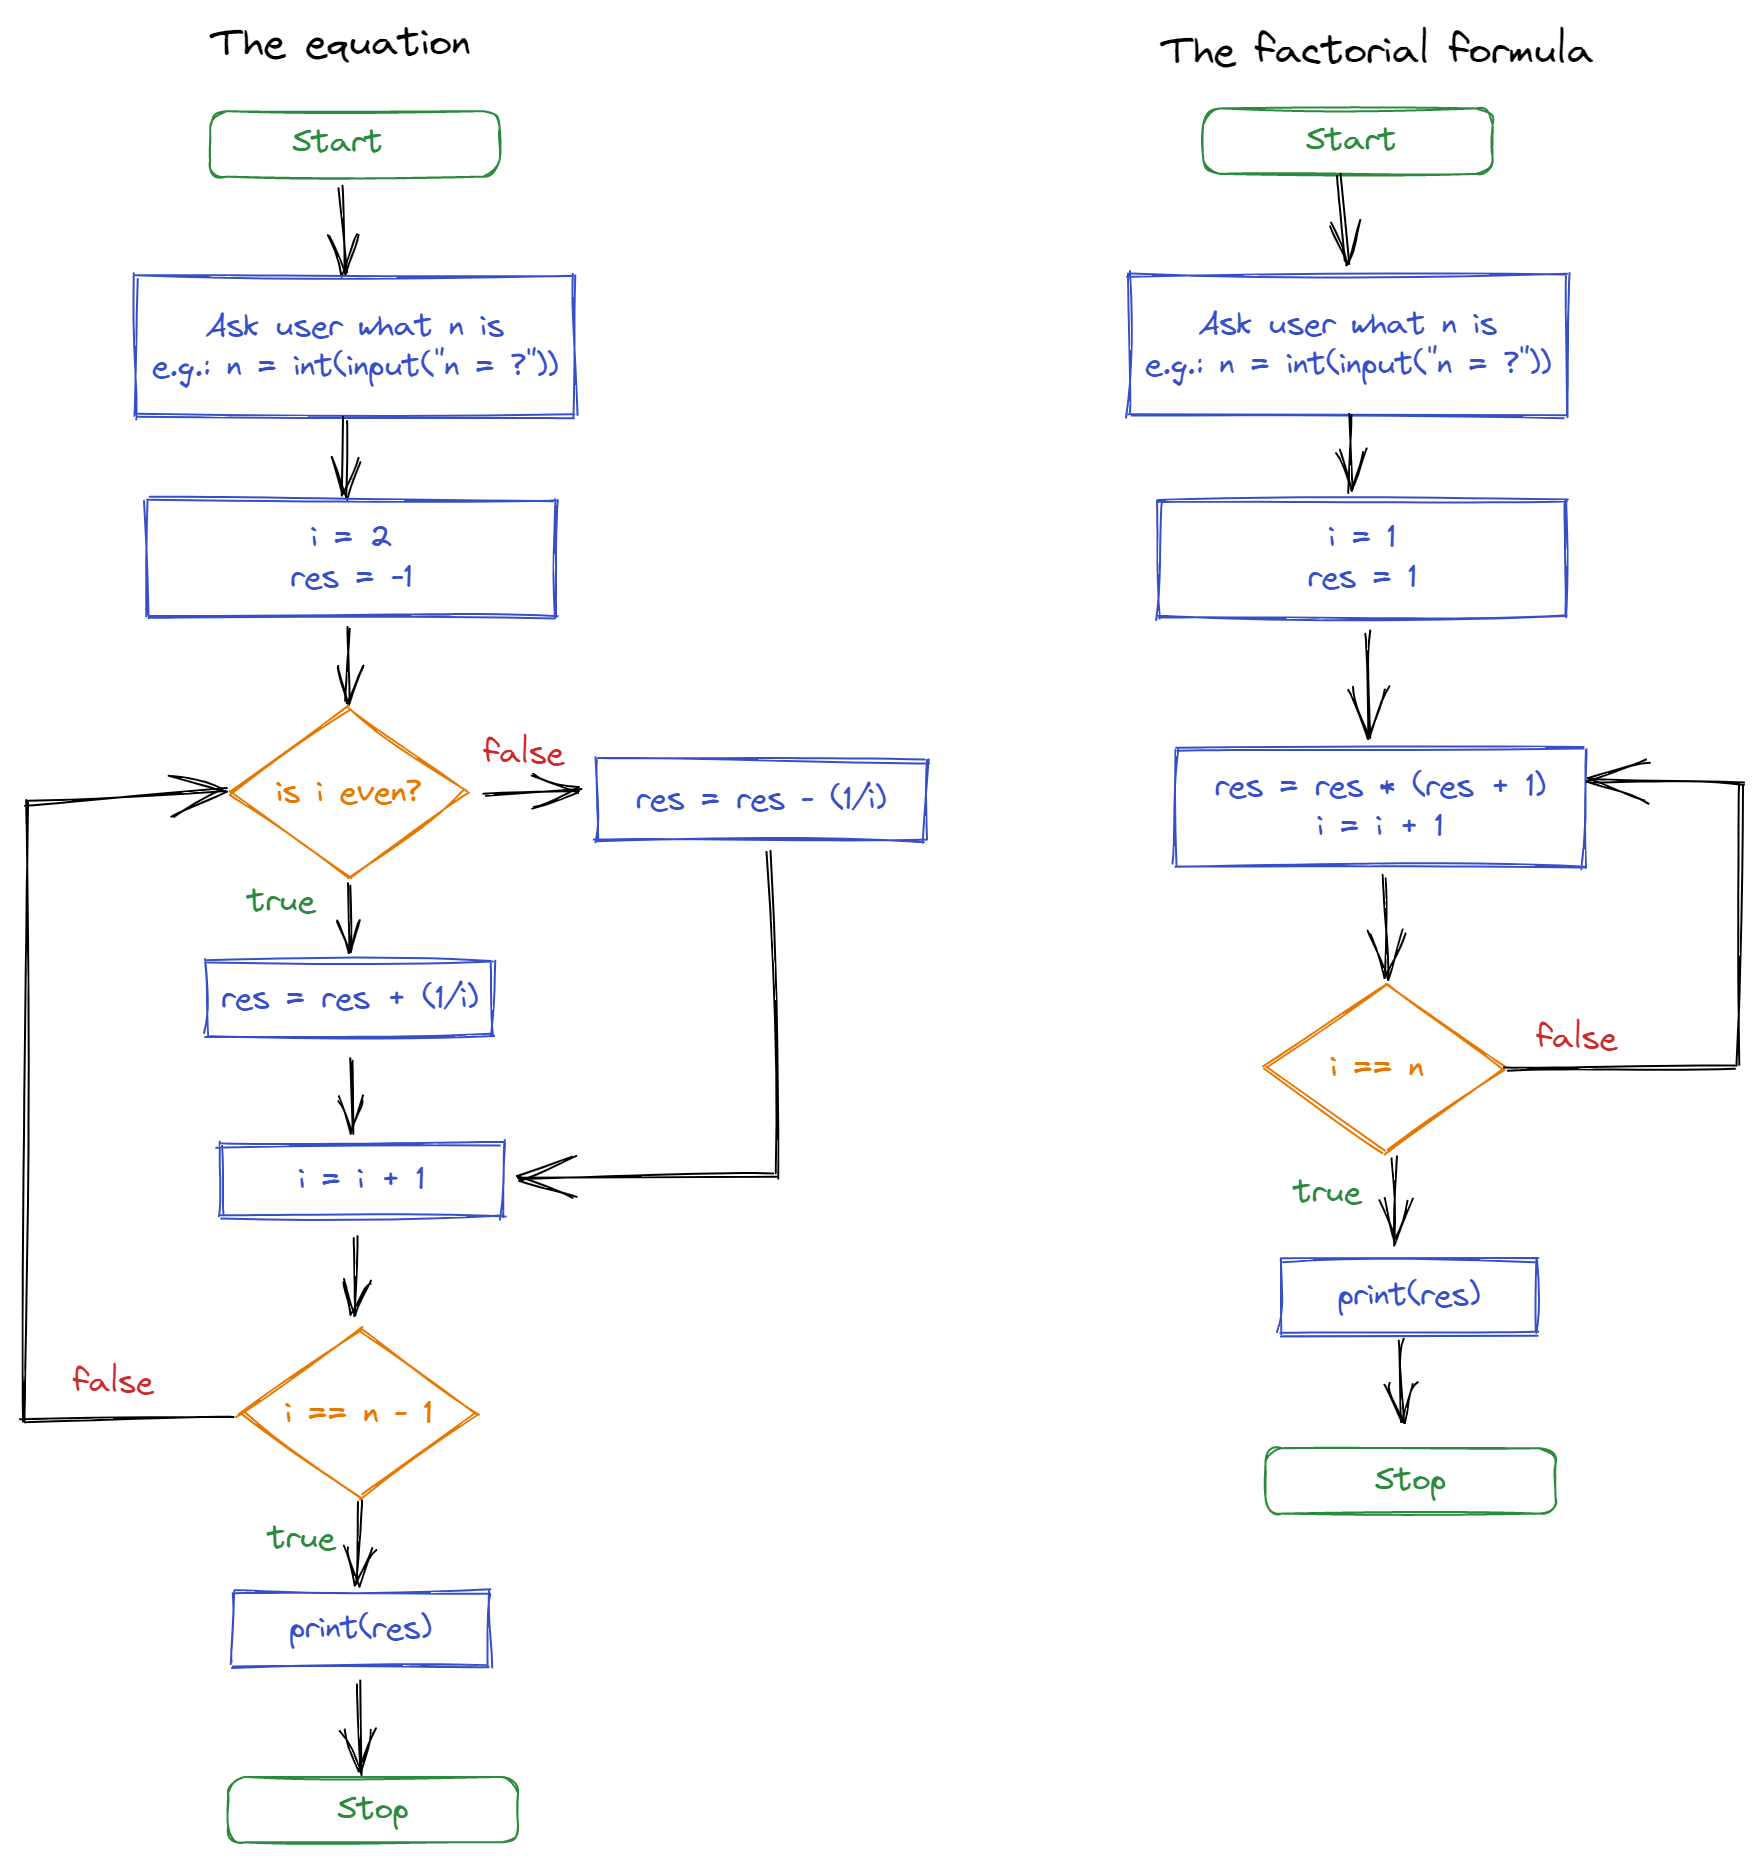 The equation
Start
Ask user what n is
e.g.: n = int(input("n = ?"))
i = 2
res = -1
is i even?
false
res = res - (1/i)
true
res = res + (1/i)
i = i + 1
false
i == n - 1
true
print(res)
Stop
The factorial formula
Start
Ask user what n is
e.g.: n = int(input("n = ?"))
i = 1
res = 1
res = res * (res + 1)
i = i + 1
i == n
false
true
print(res)
Stop